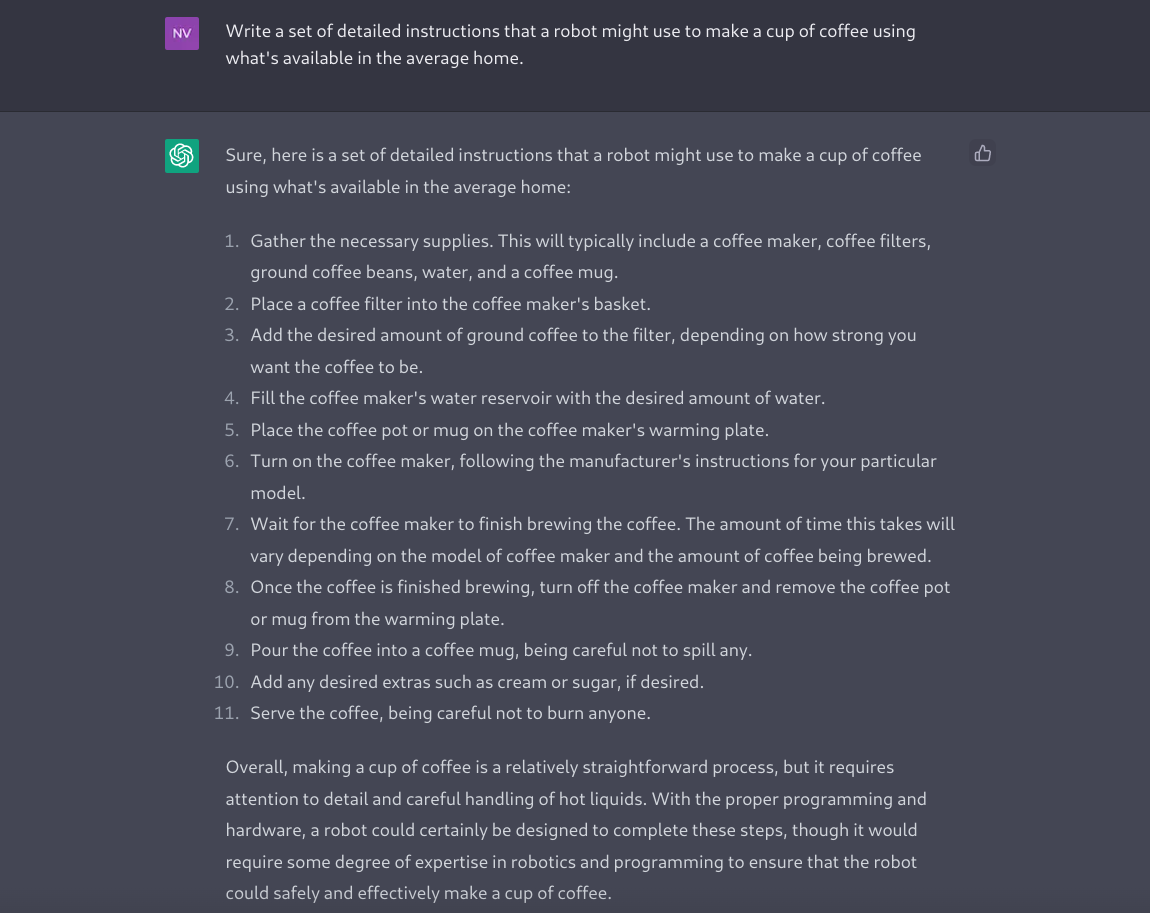 NV
Write a set of detailed instructions that a robot might use to make a cup of coffee using
what's available in the average home.
Sure, here is a set of detailed instructions that a robot might use to make a cup of coffee
using what's available in the average home:
1. Gather the necessary supplies. This will typically include a coffee maker, coffee filters,
ground coffee beans, water, and a coffee mug.
2. Place a coffee filter into the coffee maker's basket.
3. Add the desired amount of ground coffee to the filter, depending on how strong you
want the coffee to be.
4. Fill the coffee maker's water reservoir with the desired amount of water.
5. Place the coffee pot or mug on the coffee maker's warming plate.
6. Turn on the coffee maker, following the manufacturer's instructions for your particular
model.
7. Wait for the coffee maker to finish brewing the coffee. The amount of time this takes will
vary depending on the model of coffee maker and the amount of coffee being brewed.
8. Once the coffee is finished brewing, turn off the coffee maker and remove the coffee pot
or mug from the warming plate.
9. Pour the coffee into a coffee mug, being careful not to spill any.
10. Add any desired extras such as cream or sugar, if desired.
11. Serve the coffee, being careful not to burn anyone.
Overall, making a cup of coffee is a relatively straightforward process, but it requires
attention to detail and careful handling of hot liquids. With the proper programming and
hardware, a robot could certainly be designed to complete these steps, though it would
require some degree of expertise in robotics and programming to ensure that the robot
could safely and effectively make a cup of coffee.